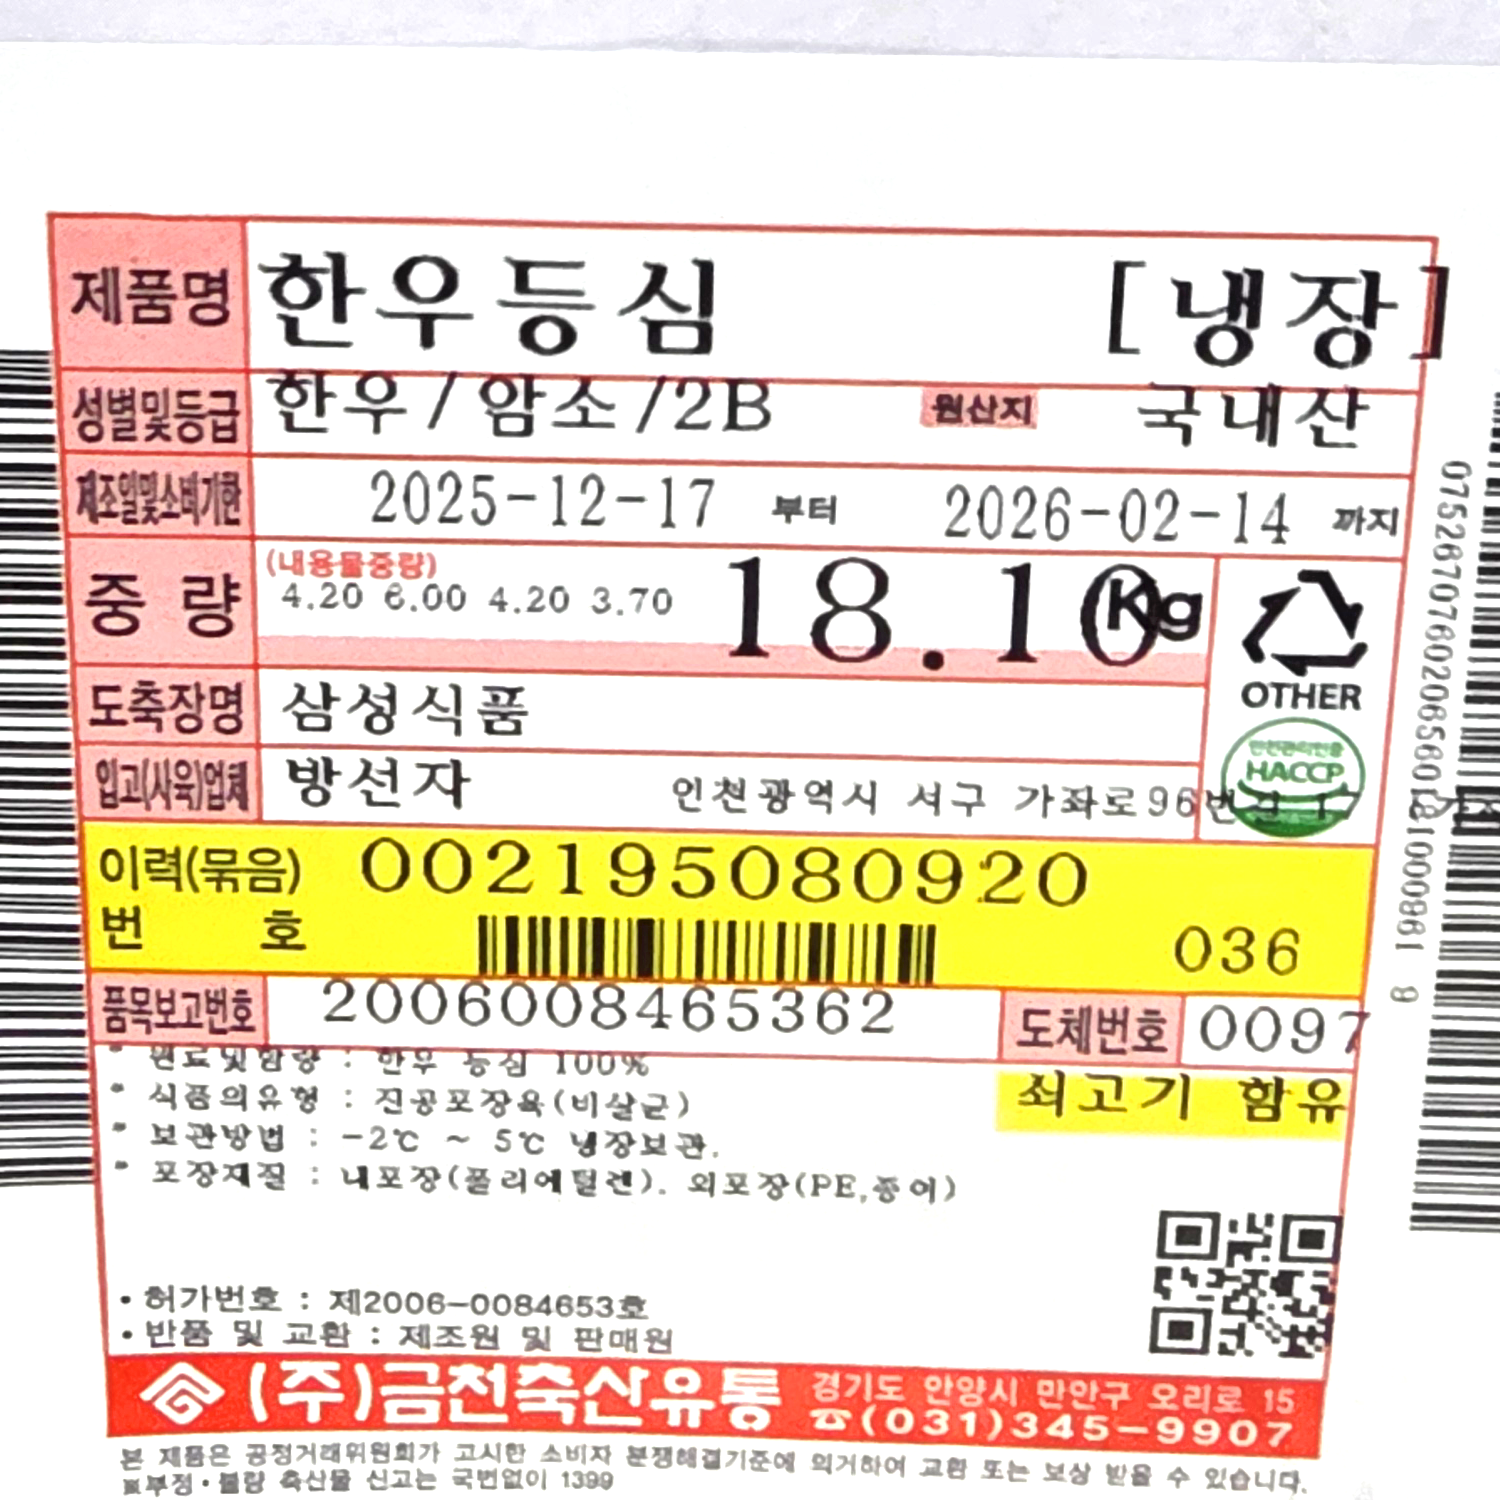 제품명 한우등심 [냉장]
성별및등급 한우/암소/2B 원산지 국내산
제조일및소비기한 2025-12-17 부터 2026-02-14 까지
(내용물중량)
중 량 4.20 6.00 4.20 3.70 18.10 Kg
OTHER
도축장명 삼성식품
HACCP
입고(사육)업체 방선자 인천광역시 서구 가좌로96번길 17
이력(묶음) 002195080920
번 호 036
품목보고번호 2006008465362 도체번호 0097
* 원료및함량 : 한우 등심 100%
쇠고기 함유
* 식품의유형 : 진공포장육(비살균)
* 보관방법 : -2℃ ~ 5℃ 냉장보관.
* 포장재질 : 내포장(폴리에틸렌). 외포장(PE,종이)
• 허가번호 : 제2006-0084653호
• 반품 및 교환 : 제조원 및 판매원
(주)금천축산유통 경기도 안양시 만안구 오리로 15
☎(031)345-9907
본 제품은 공정거래위원회가 고시한 소비자 분쟁해결기준에 의거하여 교환 또는 보상 받을 수 있습니다.
※부정·불량 축산물 신고는 국번없이 1399